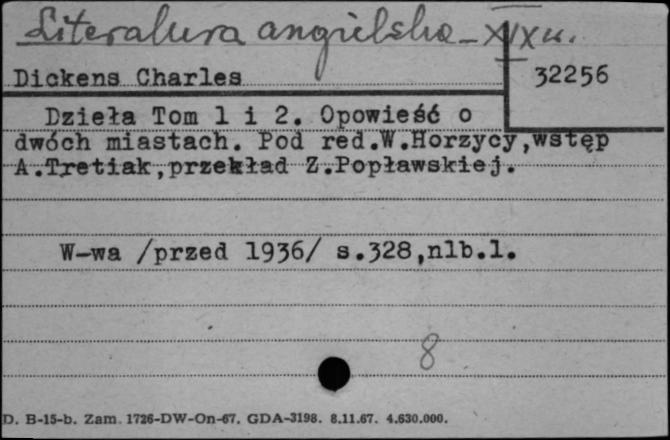 Literatura angielska - XIX w.
Dickens Charles
32256
Dzieła Tom 1 i 2. Opowieść o
dwóch miastach. Pod red.W.Horzycy,wstęp
A.Tretiak,przekład Z.Popławskiej.
W-wa /przed 1936/ s.328,nlb.1.
8
D. B-15-b. Zam. 1726-DW-On-67. GDA-3198. 8.11.67. 4.630.000.